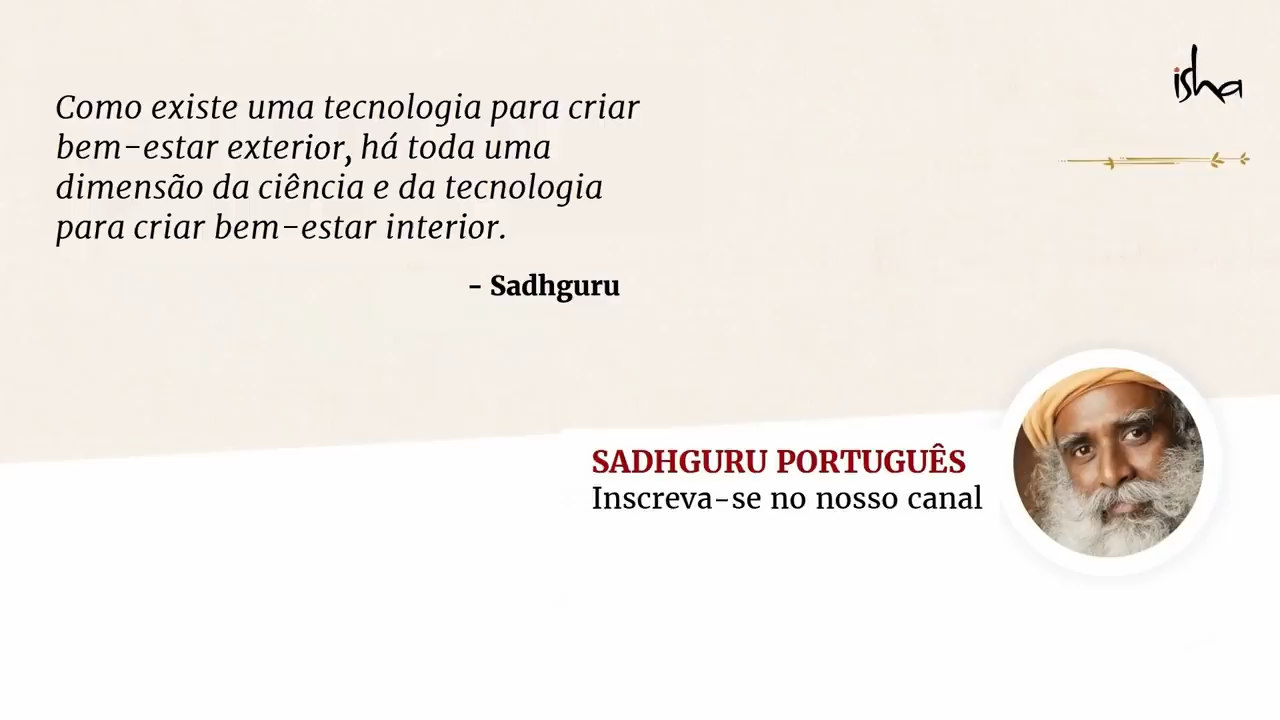 isha
Como existe uma tecnologia para criar
bem-estar exterior, há toda uma
dimensão da ciência e da tecnologia
para criar bem-estar interior.
- Sadhguru
SADHGURU PORTUGUÊS
Inscreva-se no nosso canal